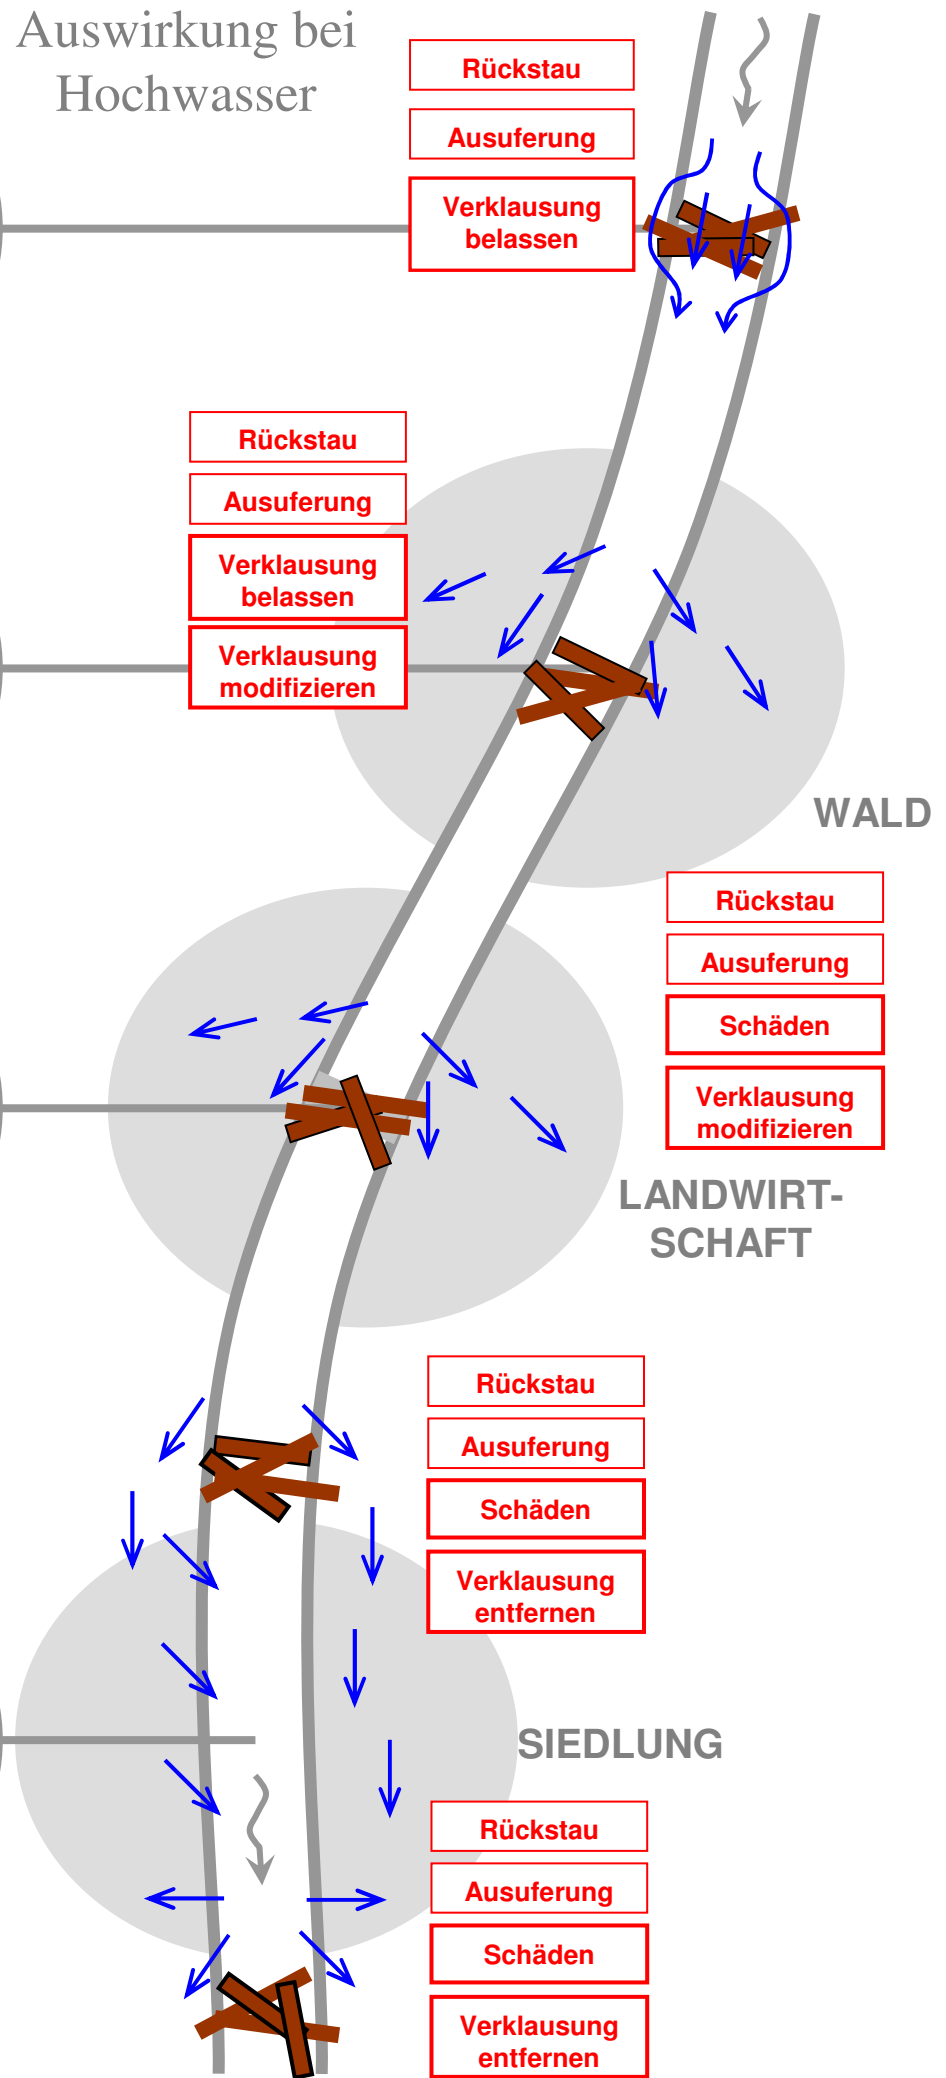 Auswirkung bei
Hochwasser
Rückstau
Ausuferung
Verklausung
belassen
Rückstau
Ausuferung
Verklausung
belassen
Verklausung
modifizieren
WALD
Rückstau
Ausuferung
Schäden
Verklausung
modifizieren
LANDWIRT-
SCHAFT
Rückstau
Ausuferung
Schäden
Verklausung
entfernen
SIEDLUNG
Rückstau
Ausuferung
Schäden
Verklausung
entfernen